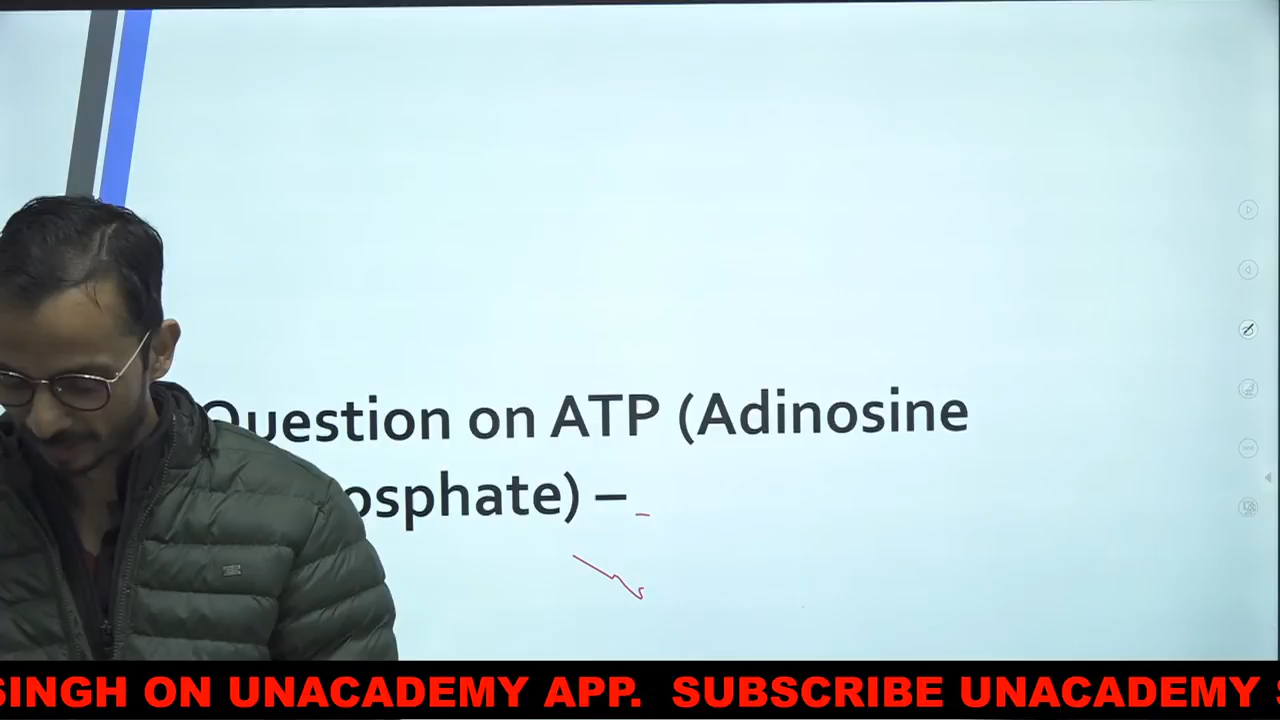 Question on ATP (Adinosine
osphate) –
SINGH ON UNACADEMY APP. SUBSCRIBE UNACADEMY